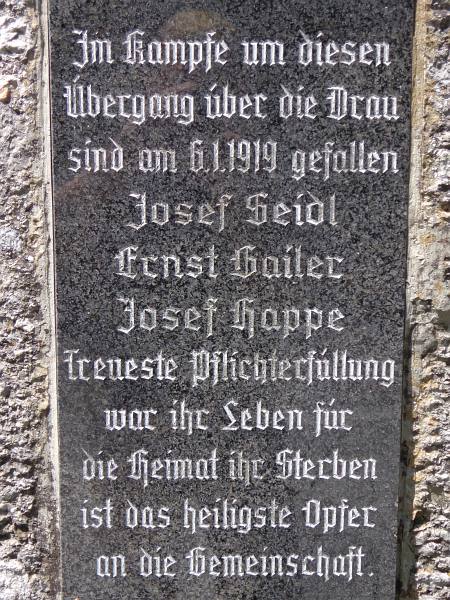 Im Kampfe um diesen
Übergang über die Drau
sind am 6.1.1919 gefallen
Josef Seidl
Ernst Gailer
Josef Happe
Treueste Pflichterfüllung
war ihr Leben für
die Heimat ihr Sterben
ist das heiligste Opfer
an die Gemeinschaft.